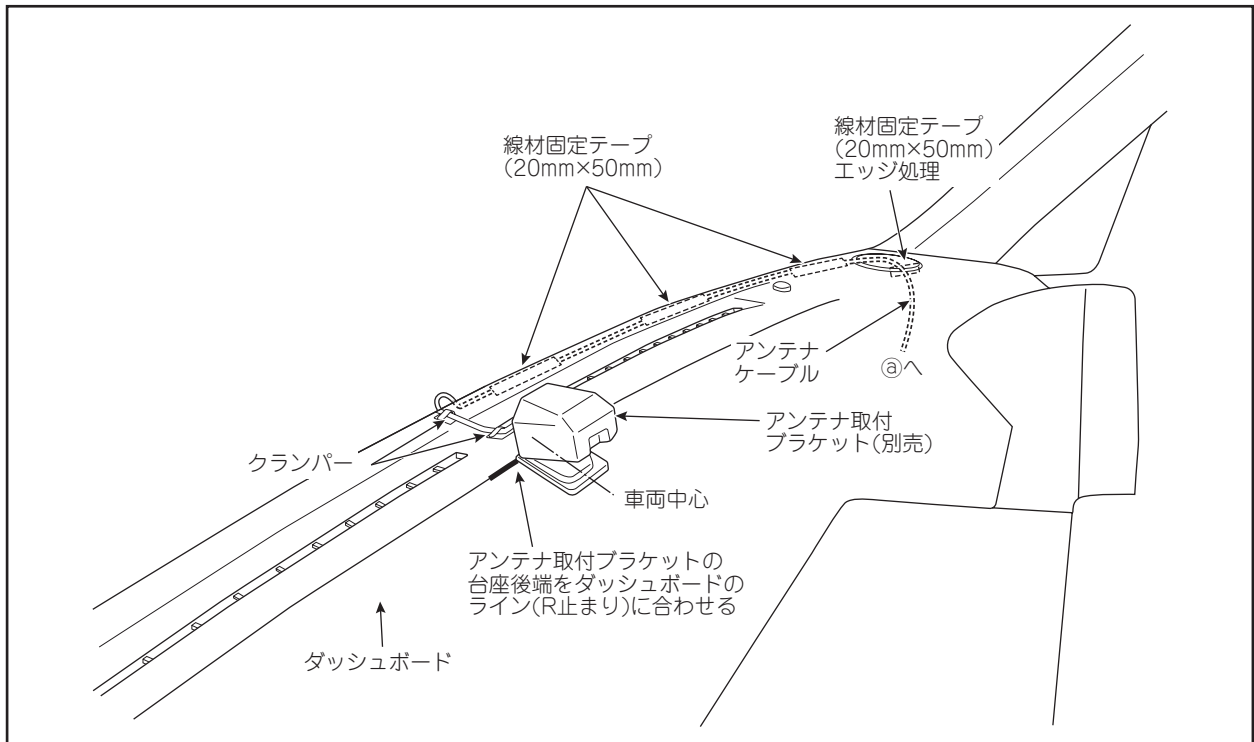 線材固定テープ
(20mm×50mm)
線材固定テープ
(20mm×50mm)
エッジ処理
アンテナ
ケーブル
ⓐへ
アンテナ取付
ブラケット(別売)
クランパー
車両中心
アンテナ取付ブラケットの
台座後端をダッシュボードの
ライン(R止まり)に合わせる
ダッシュボード